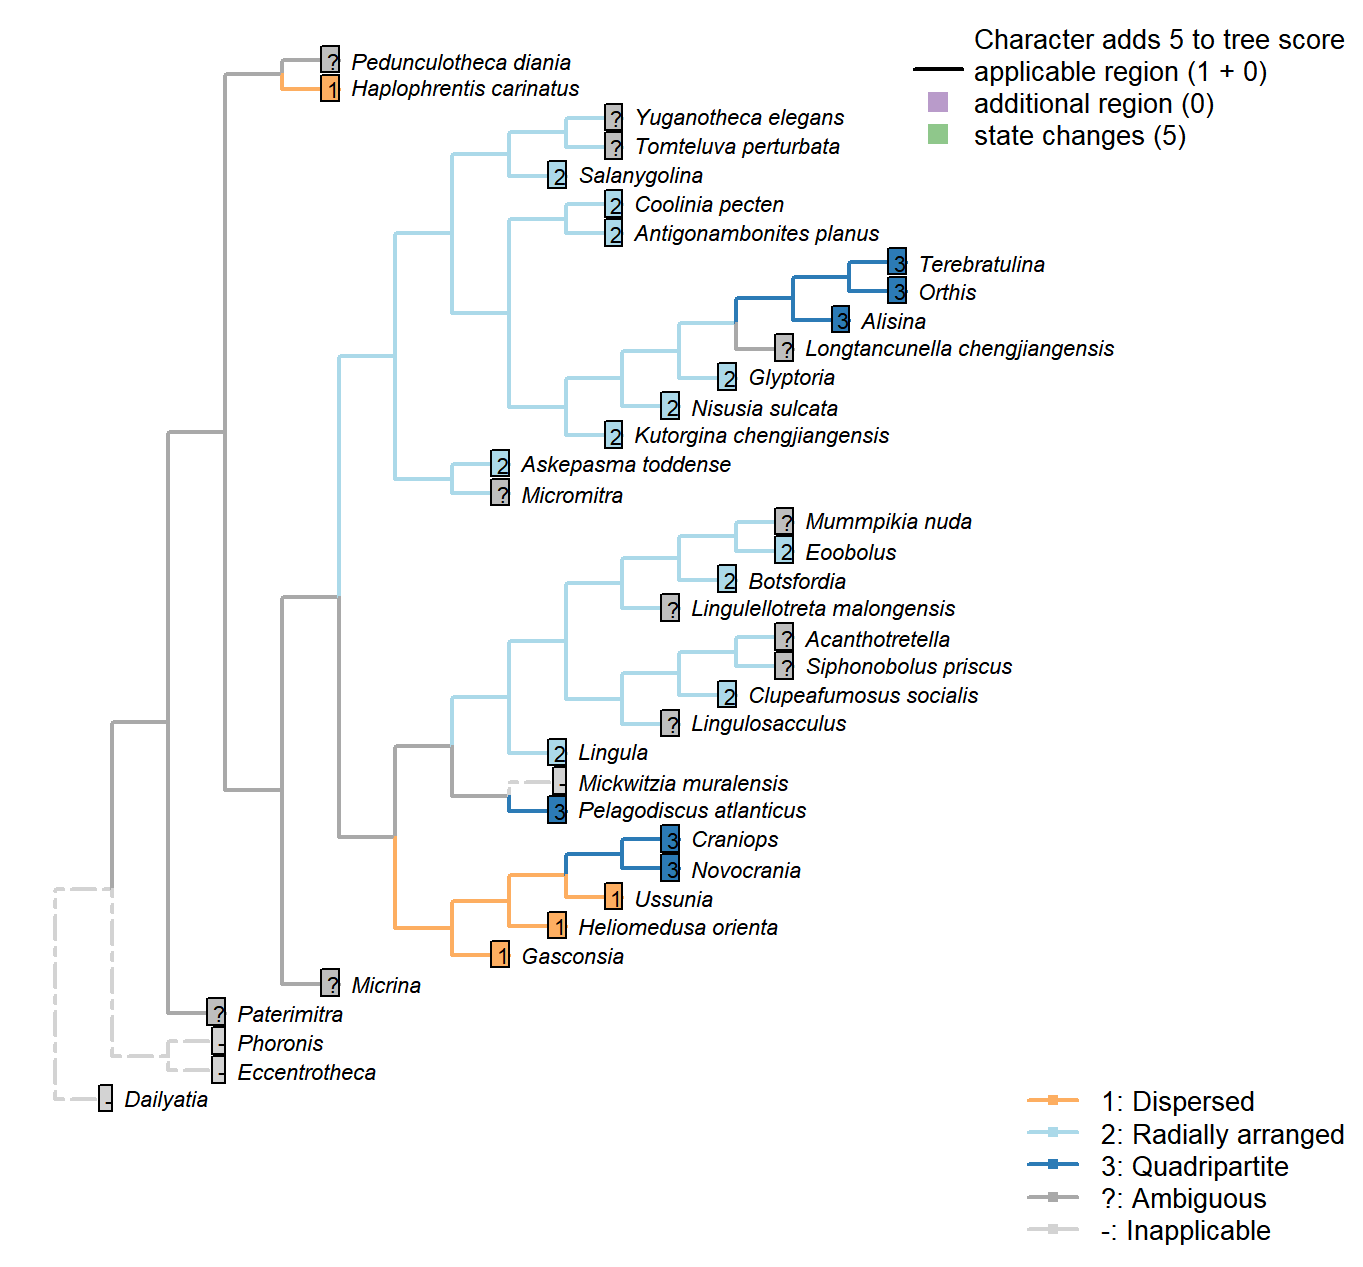 Character adds 5 to tree score
applicable region (1 + 0)
additional region (0)
state changes (5)
? Pedunculotheca diania
1 Haplophrentis carinatus
? Yuganotheca elegans
? Tomteluva perturbata
2 Salanygolina
2 Coolinia pecten
2 Antigonambonites planus
3 Terebratulina
3 Orthis
3 Alisina
? Longtancunella chengjiangensis
2 Glyptoria
2 Nisusia sulcata
2 Kutorgina chengjiangensis
2 Askepasma toddense
? Micromitra
? Mummpikia nuda
2 Eoobolus
2 Botsfordia
? Lingulellotreta malongensis
? Acanthotretella
? Siphonobolus priscus
2 Clupeafumosus socialis
? Lingulosacculus
2 Lingula
- Mickwitzia muralensis
3 Pelagodiscus atlanticus
3 Craniops
3 Novocrania
1 Ussunia
1 Heliomedusa orienta
1 Gasconsia
? Micrina
? Paterimitra
- Phoronis
- Eccentrotheca
- Dailyatia
1: Dispersed
2: Radially arranged
3: Quadripartite
?: Ambiguous
-: Inapplicable